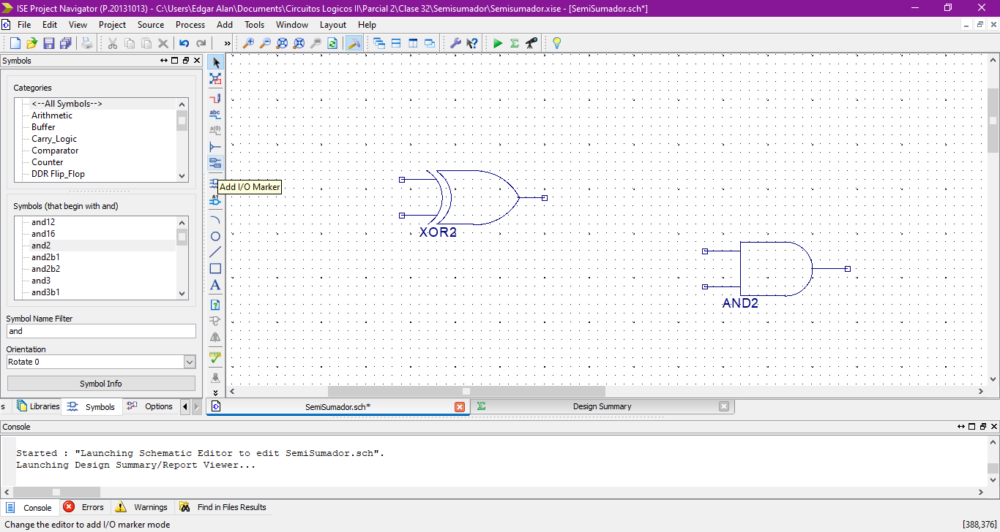 ISE Project Navigator (P.20131013) - C:\Users\Edgar Alan\Documents\Circuitos Logicos II\Parcial 2\Clase 32\Semisumador\Semisumador.xise - [SemiSumador.sch*]
File Edit View Project Source Process Add Tools Window Layout Help
Symbols
Categories
<--All Symbols-->
Arithmetic
Buffer
Carry_Logic
Comparator
Counter
DDR Flip_Flop
Symbols (that begin with and)
and12
and16
and2
and2b1
and2b2
and3
and3b1
Symbol Name Filter
and
Orientation
Rotate 0
Symbol Info
s Libraries Symbols Options
abc
a(0)
Add I/O Marker
A1
A
XOR2
AND2
SemiSumador.sch* Design Summary
Console
Started : "Launching Schematic Editor to edit SemiSumador.sch".
Launching Design Summary/Report Viewer...
Console Errors Warnings Find in Files Results
Change the editor to add I/O marker mode [388,376]